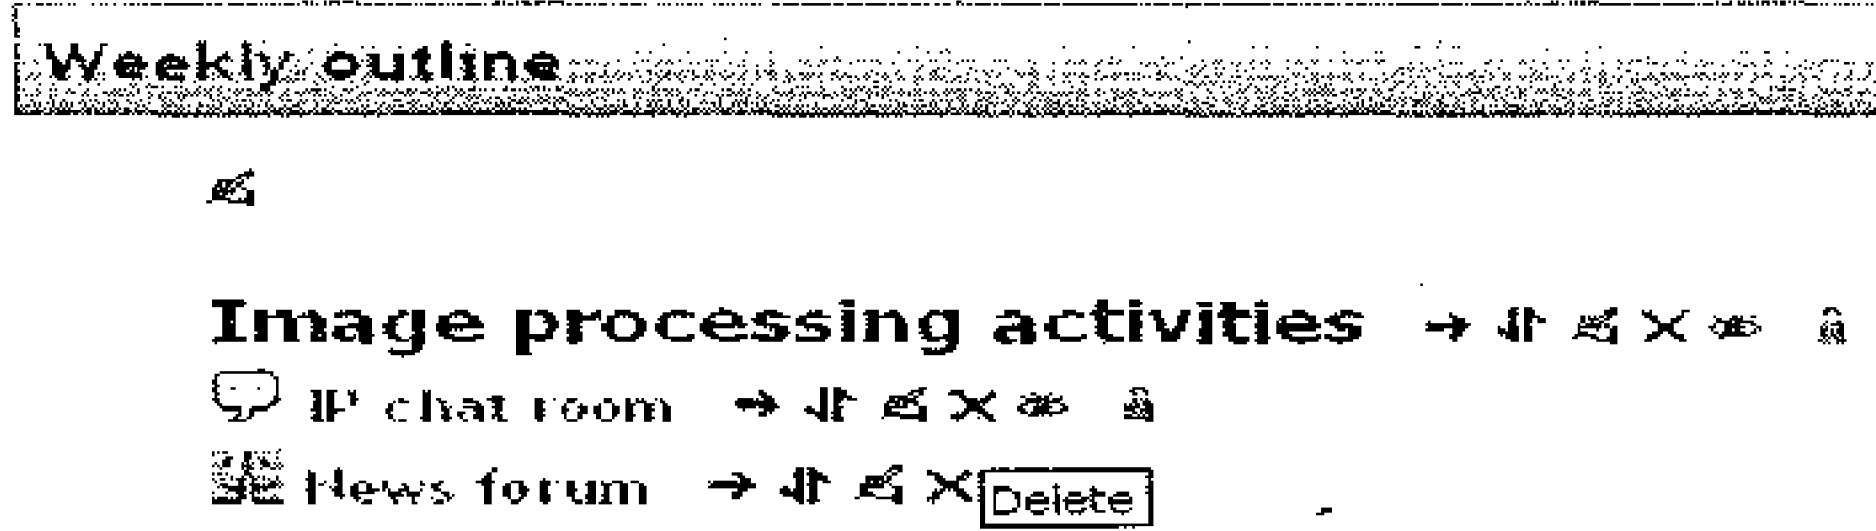 Weekly outline
Image processing activities
IP chat room
News forum
Delete